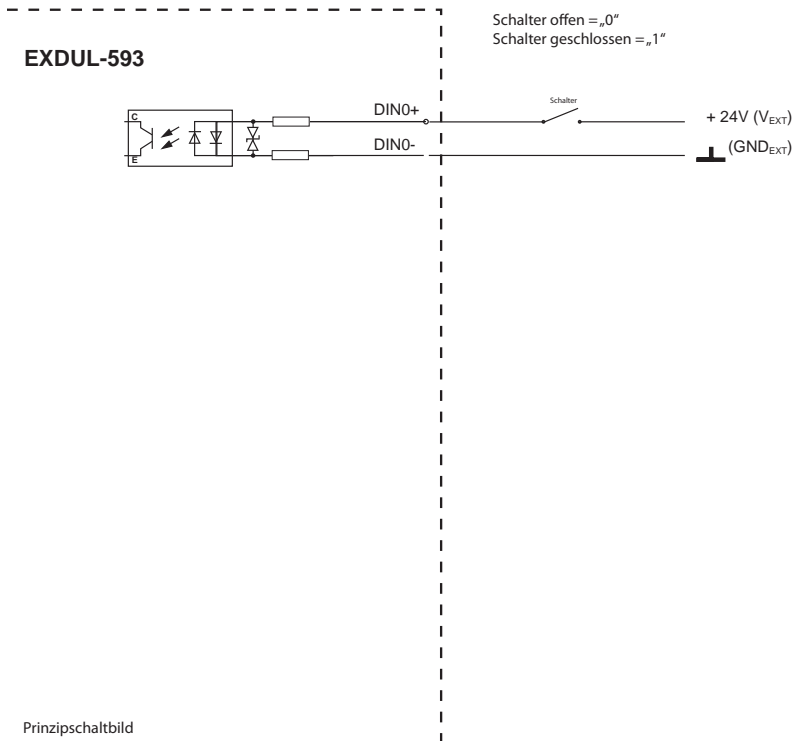 Schalter offen =„0“
Schalter geschlossen =„1“
EXDUL-593
Schalter
C
DIN0+
+ 24V (VEXT)
DIN0-
(GNDEXT)
E
Prinzipschaltbild